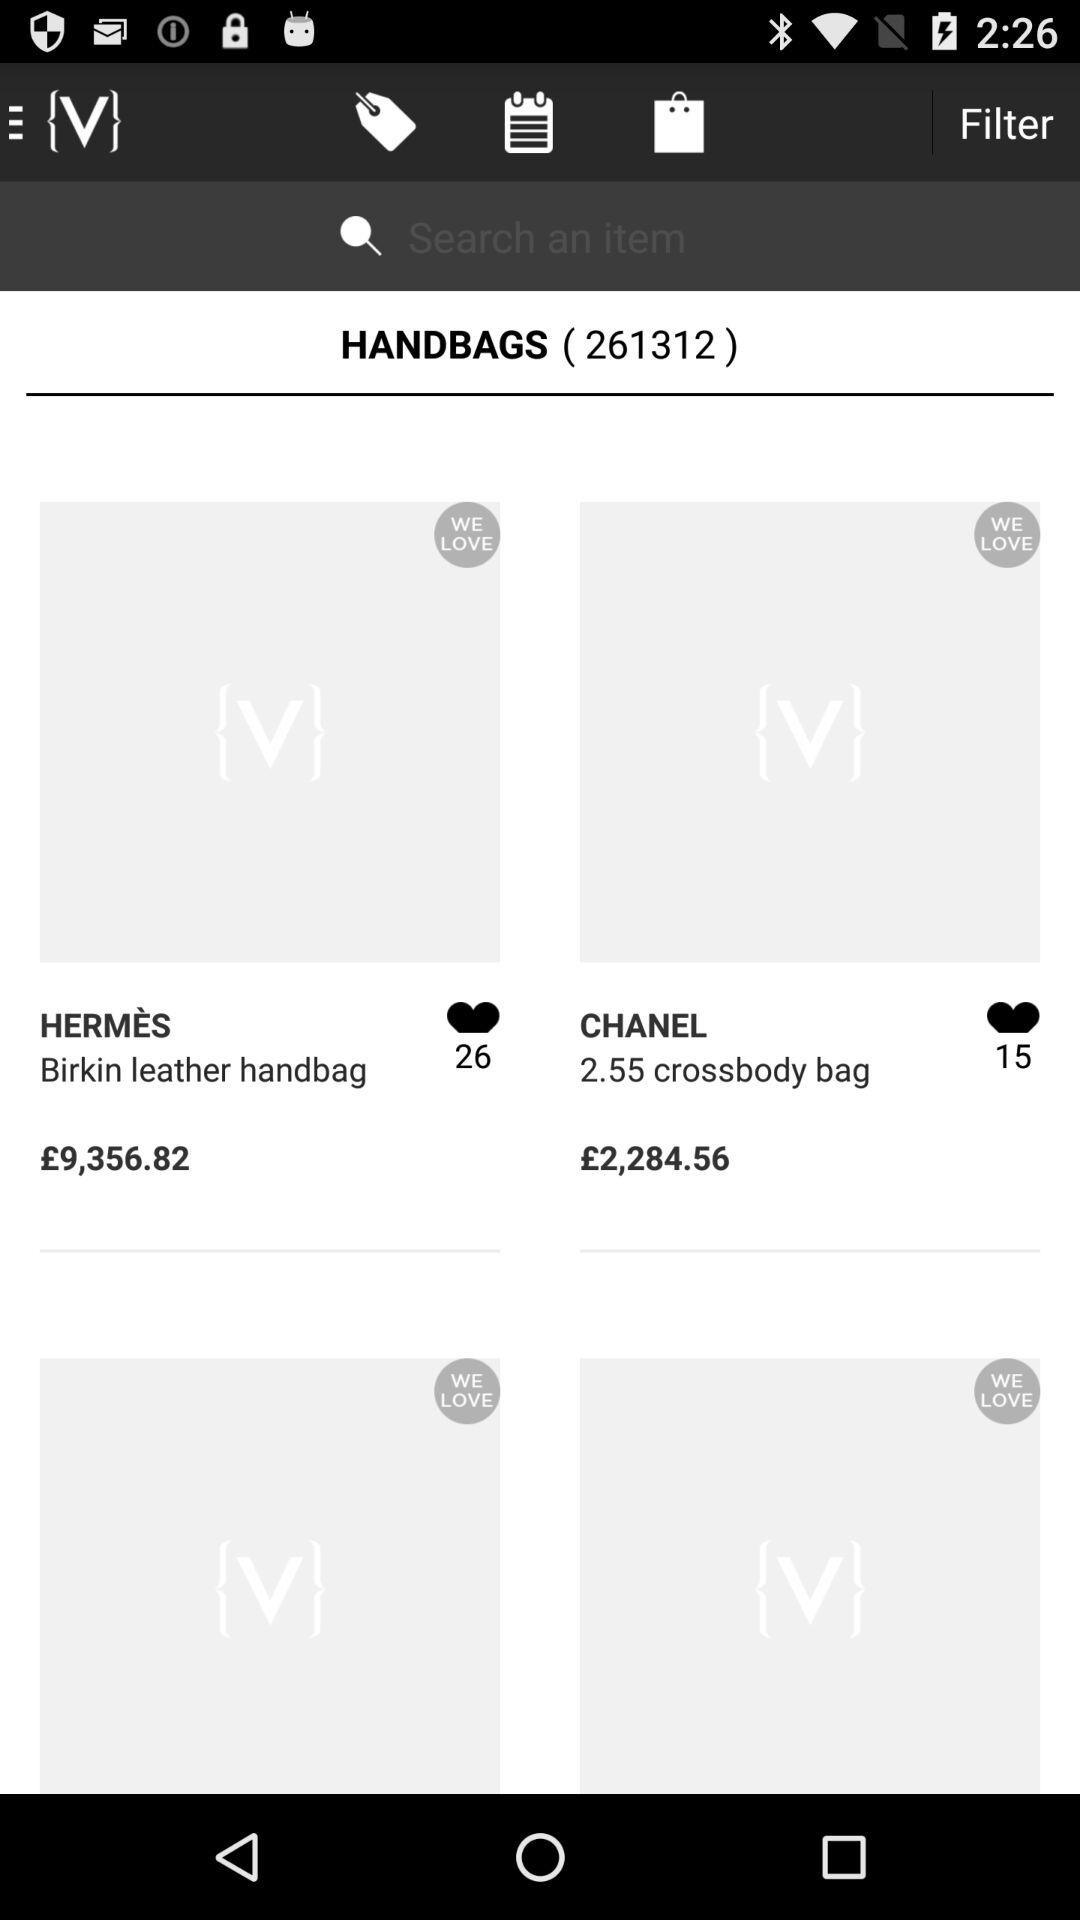 2:26
{V}
Filter
Search an item
HANDBAGS ( 261312 )
WE
LOVE
WE
LOVE
{V}
{V}
HERMÈS
Birkin leather handbag
26
£9,356.82
CHANEL
2.55 crossbody bag
15
£2,284.56
WE
LOVE
WE
LOVE
{V}
{V}